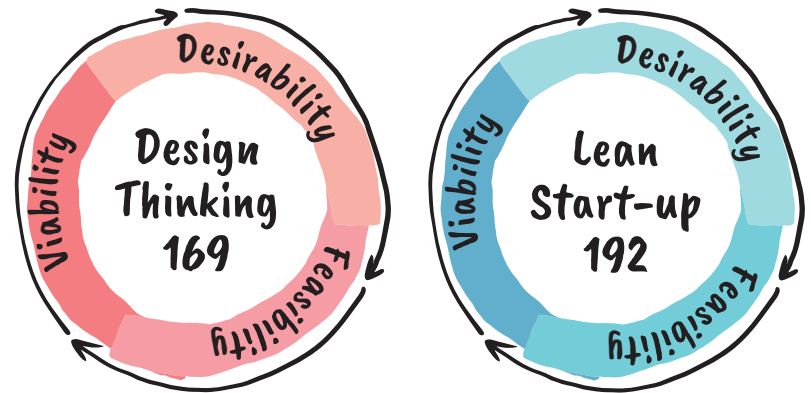 Desirability
Viability
Design
Thinking
169
Feasibility
Desirability
Viability
Lean
Start-up
192
Feasibility